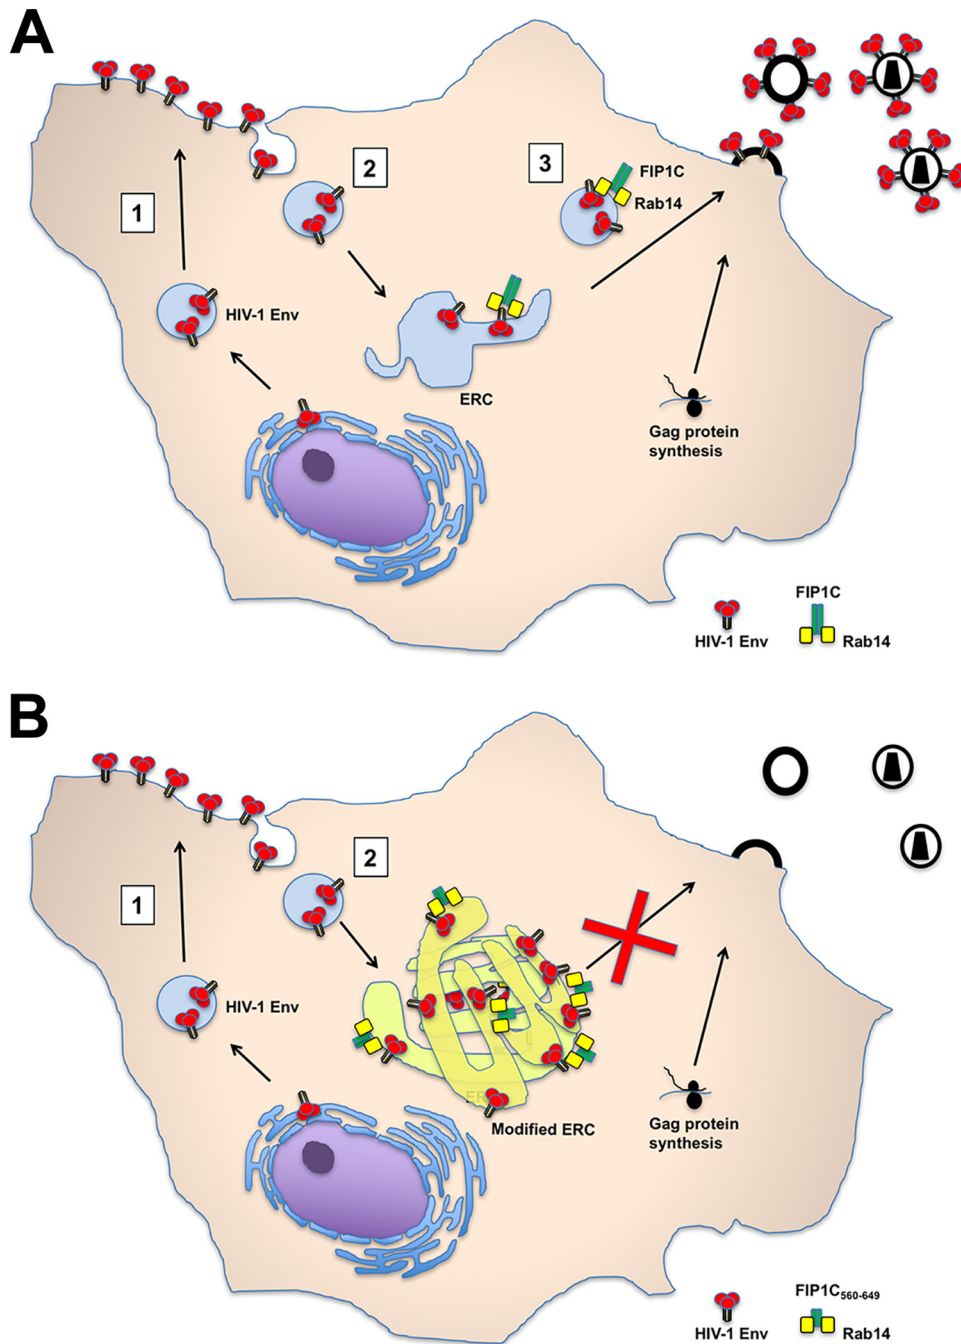 A
1
2
3
FIP1C
Rab14
HIV-1 Env
ERC
Gag protein
synthesis
FIP1C
HIV-1 Env
Rab14
B
1
2
HIV-1 Env
ER
Modified ERC
Gag protein
synthesis
FIP1C560-649
HIV-1 Env
Rab14